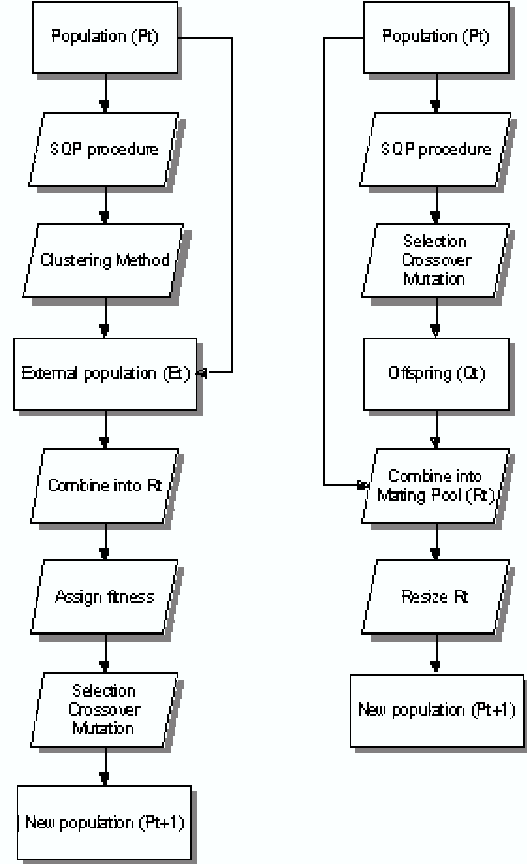 Population (Pt)
SQP procedure
Clustering Method
External population (Et)
Combine into Rt
Assign fitness
Selection
Crossover
Mutation
New population (Pt+1)
Population (Pt)
SQP procedure
Selection
Crossover
Mutation
Offspring (Qt)
Combine into
Mating Pool (Rt)
Resize Rt
New population (Pt+1)